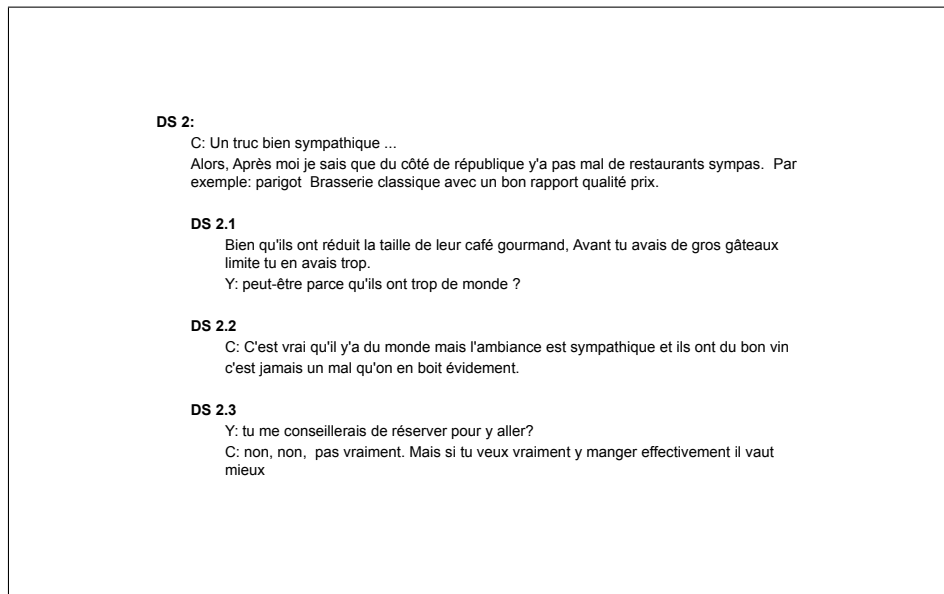 DS 2:
C: Un truc bien sympathique ...
Alors, Après moi je sais que du côté de république y'a pas mal de restaurants sympas.  Par
exemple: parigot  Brasserie classique avec un bon rapport qualité prix.
DS 2.1
Bien qu'ils ont réduit la taille de leur café gourmand, Avant tu avais de gros gâteaux
limite tu en avais trop.
Y: peut-être parce qu'ils ont trop de monde ?
DS 2.2
C: C'est vrai qu'il y'a du monde mais l'ambiance est sympathique et ils ont du bon vin
c'est jamais un mal qu'on en boit évidement.
DS 2.3
Y: tu me conseillerais de réserver pour y aller?
C: non, non,  pas vraiment. Mais si tu veux vraiment y manger effectivement il vaut
mieux